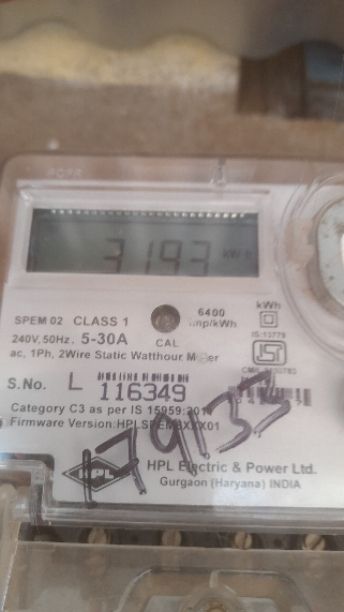 3193 kWh
SPEM 02 CLASS 1
6400 imp/kWh
kWh
240V, 50Hz. 5-30A
CAL
IS:13779
ac, 1Ph, 2Wire Static Watthour Meter
S.No. L 116349
Category C3 as per IS 15959:2011
Firmware Version:HPLSPEM
179133
HPL
HPL Electric & Power Ltd.
Gurgaon (Haryana) INDIA